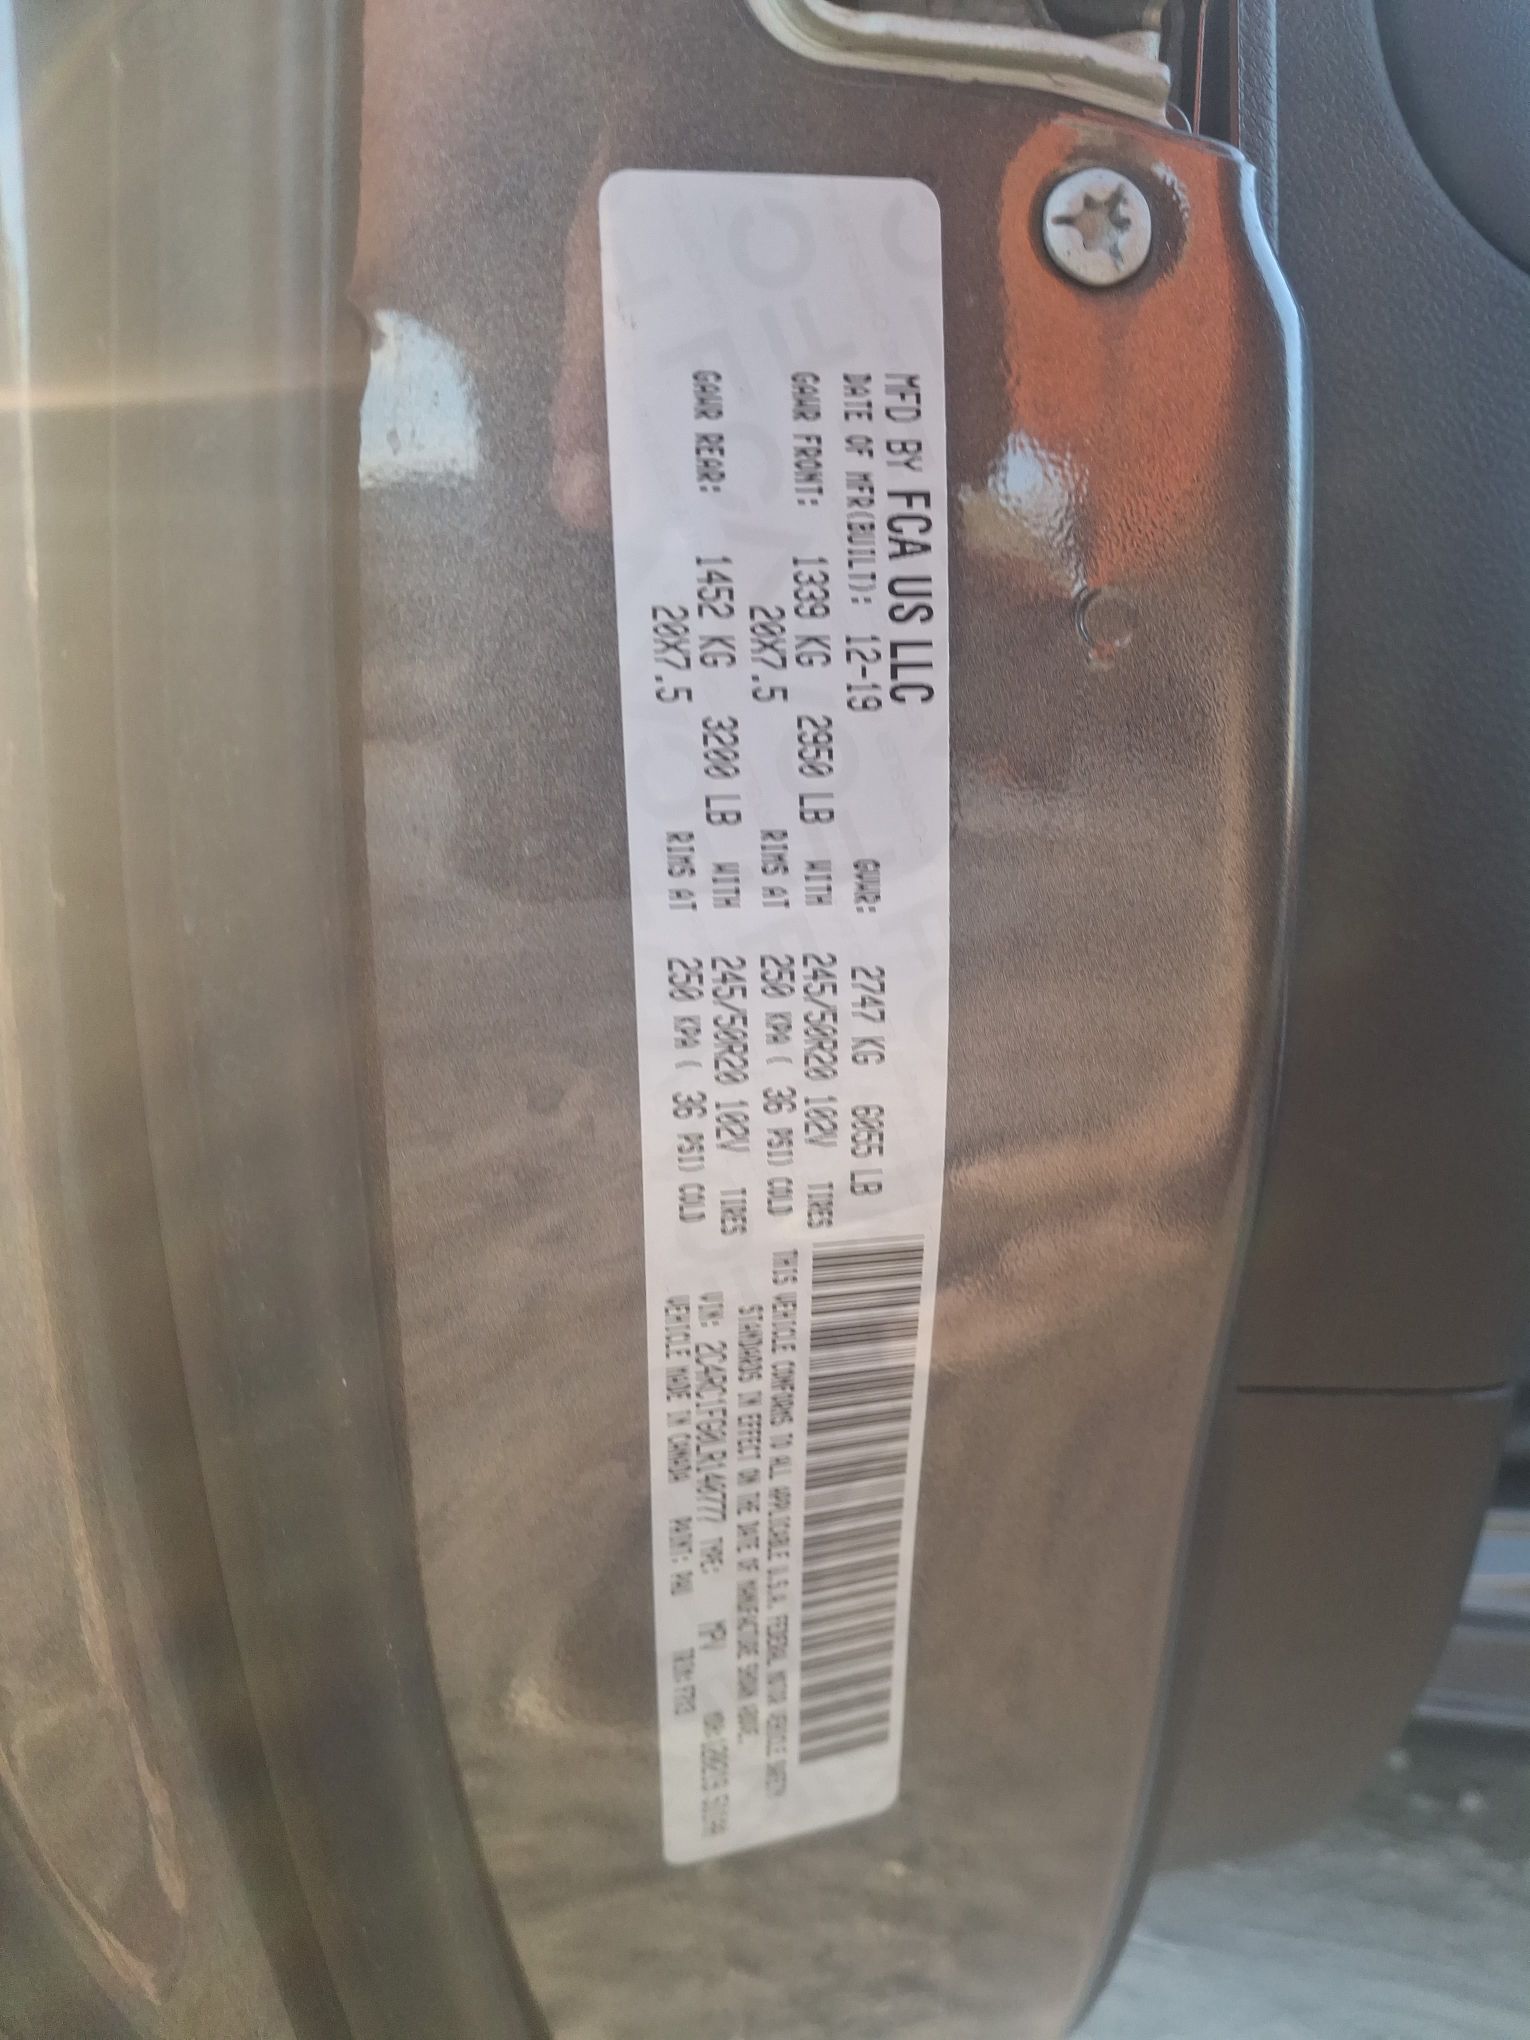 MFD BY FCA US LLC
DATE OF MFR(BUILT): 12-19 GVWR: 2747 KG 6055 LB
GAWR FRONT: 1339 KG 2950 LB WITH 245/50R20 102V TIRES
20X7.5 RIMS AT 250 KPA ( 36 PSI) COLD
GAWR REAR: 1452 KG 3200 LB WITH 245/50R20 102V TIRES
20X7.5 RIMS AT 250 KPA ( 36 PSI) COLD
THIS VEHICLE CONFORMS TO ALL APPLICABLE U.S.A. FEDERAL MOTOR VEHICLE SAFETY
STANDARDS IN EFFECT ON THE DATE OF MANUFACTURE SHOWN ABOVE.
VIN: TYPE: MPV
VEHICLE MADE IN CANADA PAINT: PAU TRIM: